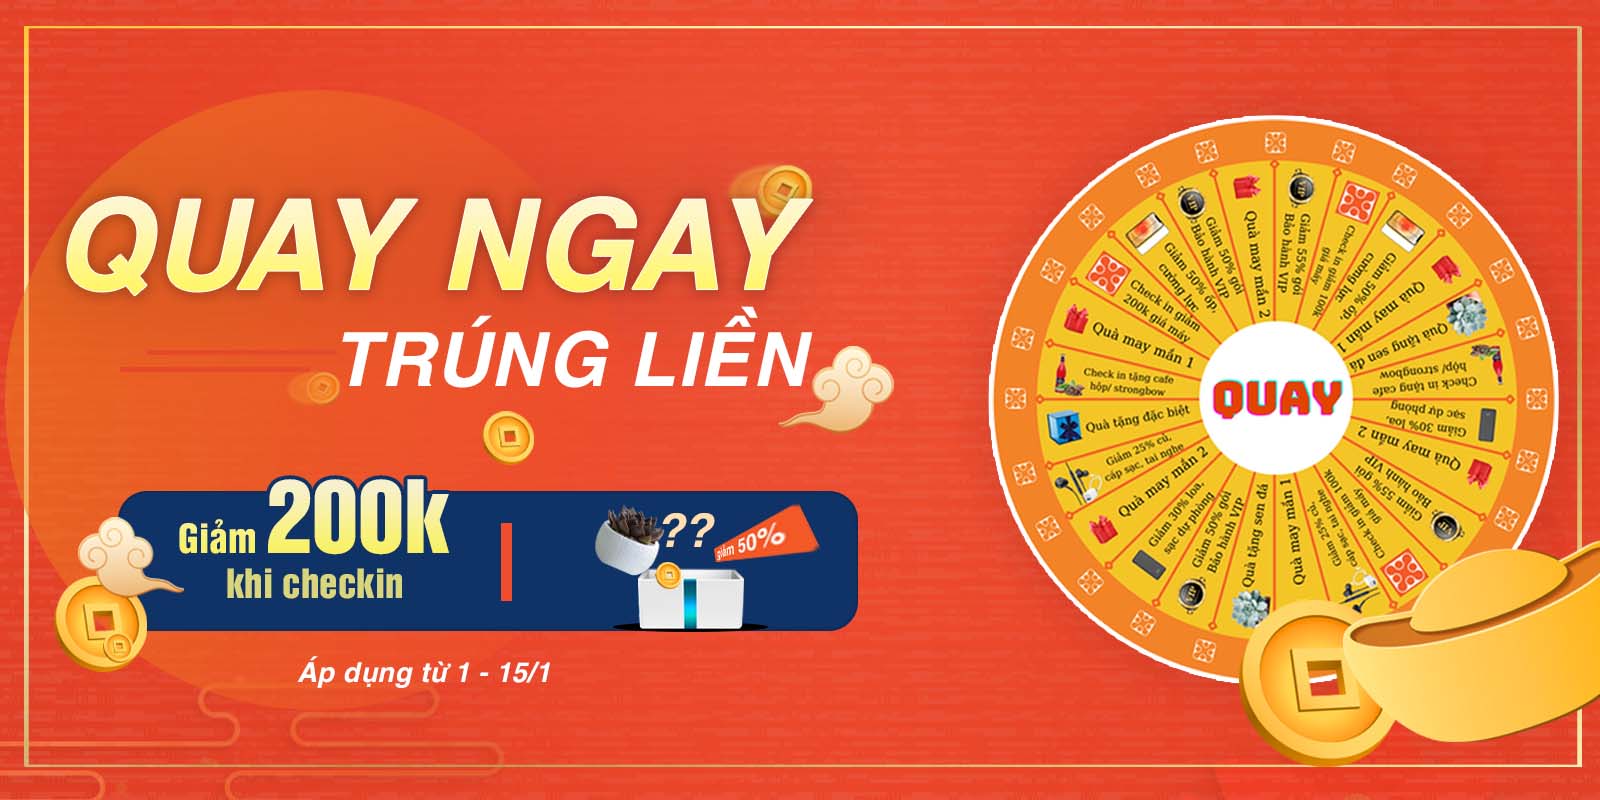 QUAY NGAY
TRÚNG LIỀN
Giảm 200k
khi checkin
??
giảm 50%
Áp dụng từ 1 - 15/1
QUAY
Quà may mắn 2
VIP
Giảm 55% gói
Bảo hành VIP
Check in giảm 100k
giá máy
Giảm 50% ốp,
cường lực
Quà may mắn 1
Quà tặng sen đá
Check in tặng cafe
hộp/ strongbow
Giảm 30% loa,
sạc dự phòng
Quà may mắn 2
Giảm 55% gói
Bảo hành VIP
Check in giảm 100k
giá máy
Giảm 25% củ,
cáp sạc, tai nghe
Quà may mắn 1
Quà tặng sen đá
Giảm 50% gói
Bảo hành VIP
Giảm 30% loa,
sạc dự phòng
Quà may mắn 2
Giảm 25% củ,
cáp sạc, tai nghe
Quà tặng đặc biệt
Check in tặng cafe
hộp/ strongbow
Quà may mắn 1
Check in giảm
200k giá máy
Giảm 50% ốp,
cường lực
VIP
Giảm 50% gói
Bảo hành VIP